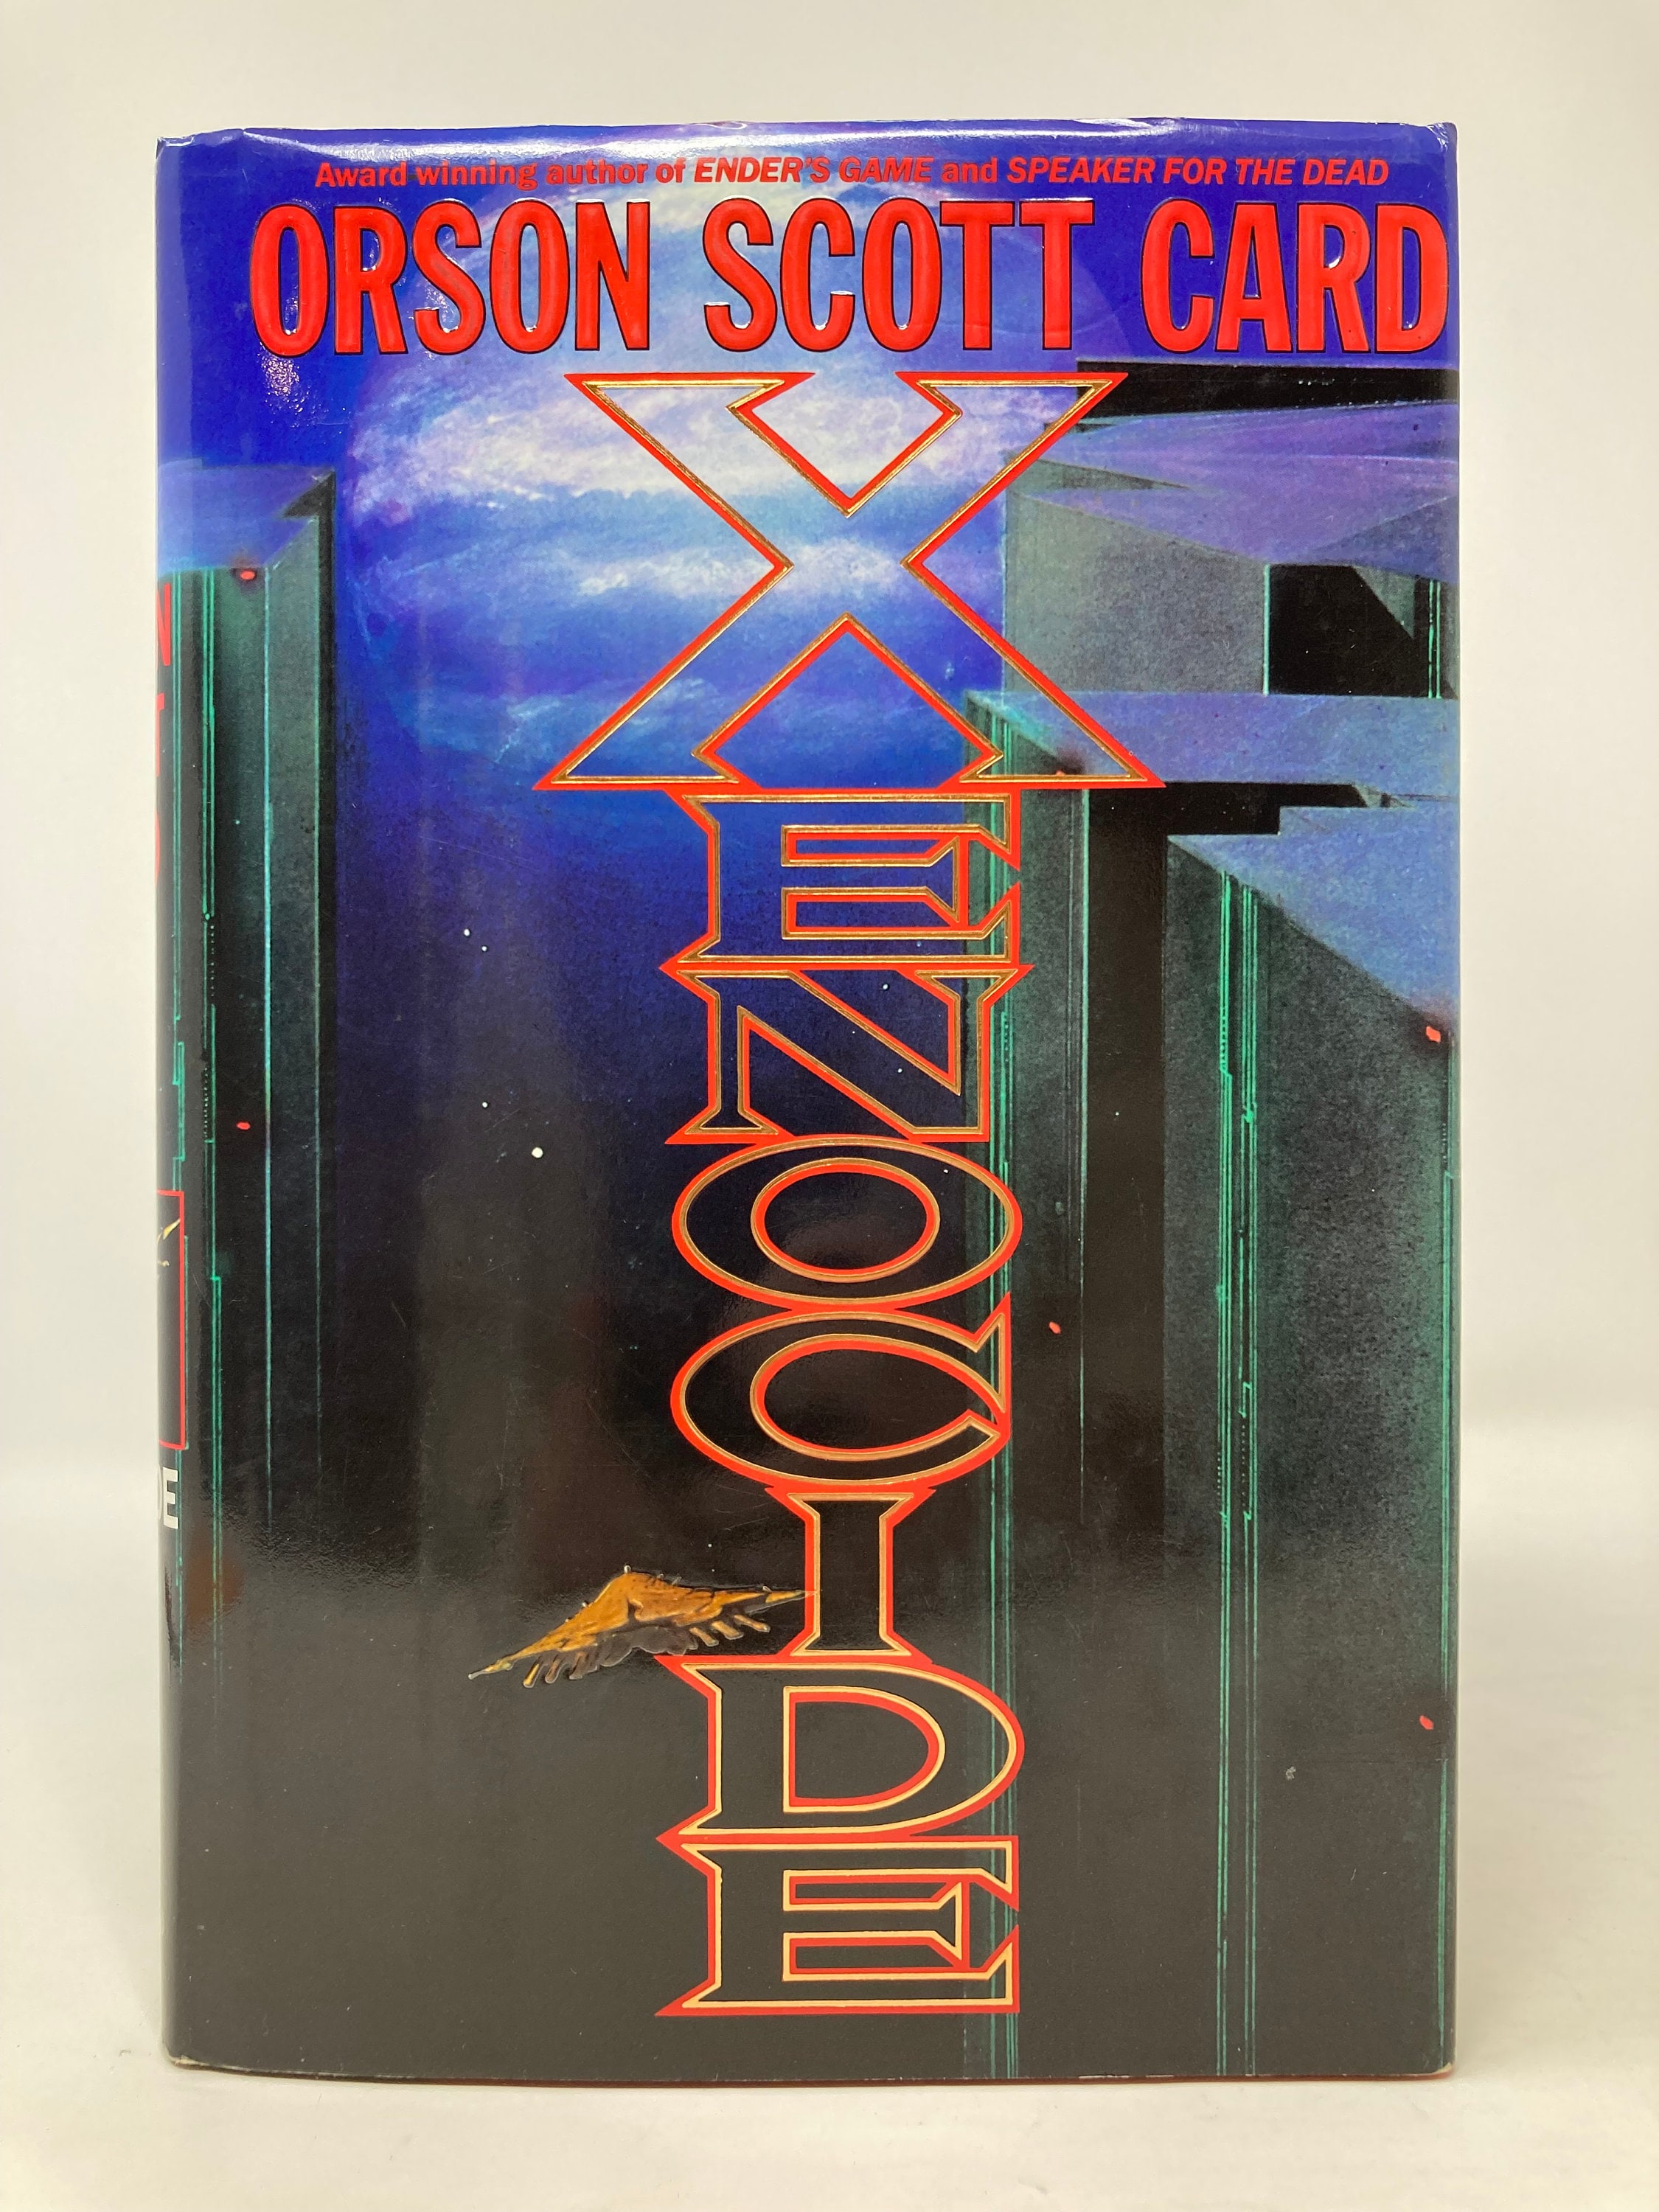 Award-winning author of ENDER'S GAME and SPEAKER FOR THE DEAD
ORSON SCOTT CARD
XENOCIDE